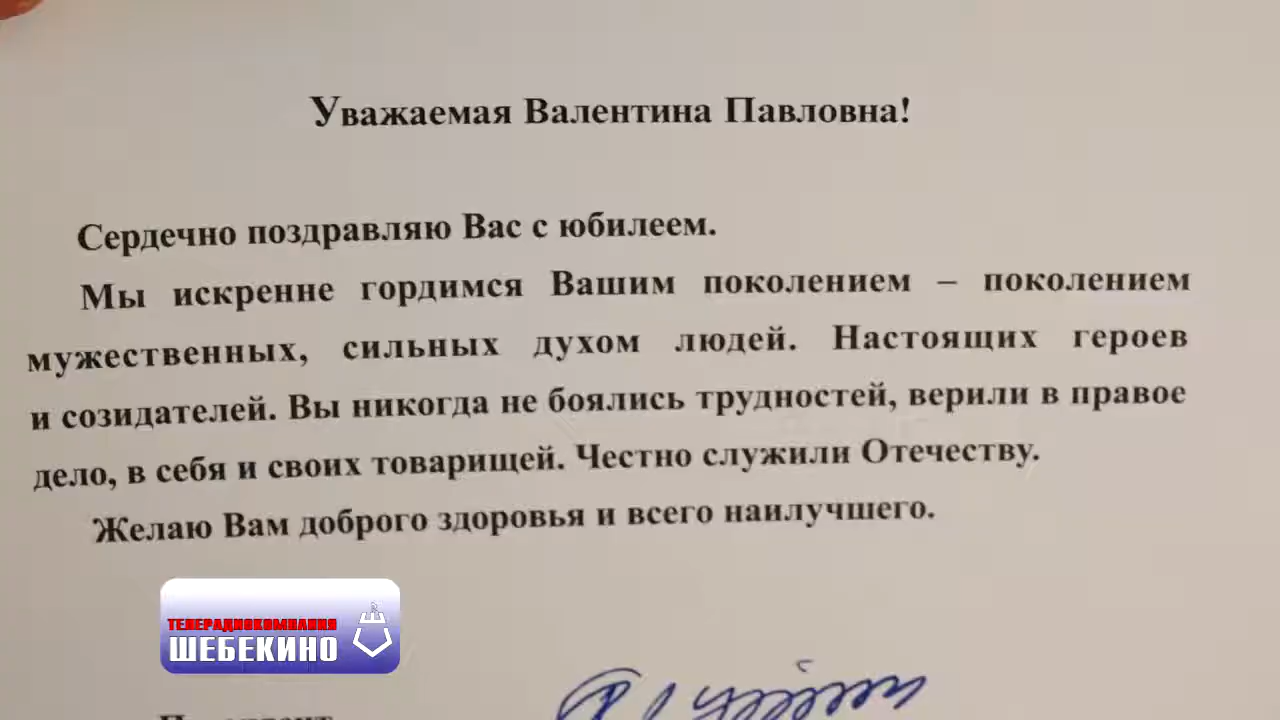 Уважаемая Валентина Павловна!
Сердечно поздравляю Вас с юбилеем.
Мы искренне гордимся Вашим поколением – поколением
мужественных, сильных духом людей. Настоящих героев
и созидателей. Вы никогда не боялись трудностей, верили в правое
дело, в себя и своих товарищей. Честно служили Отечеству.
Желаю Вам доброго здоровья и всего наилучшего.
ТЕЛЕРАДИОКОМПАНИЯ
ШЕБЕКИНО